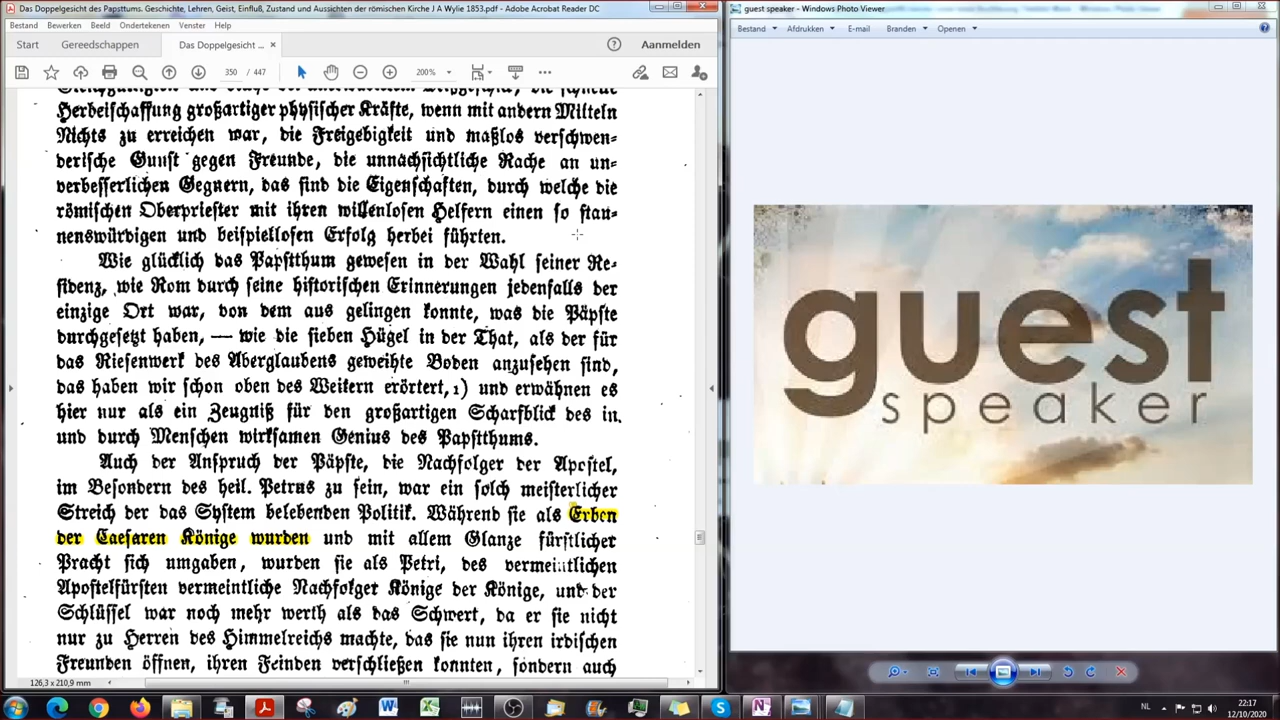 Das Doppelgesicht des Papsttums. Geschichte, Lehren, Geist, Einfluß, Zustand und Aussichten der römischen Kirche J A Wylie 1853.pdf - Adobe Acrobat Reader DC
Bestand Bewerken Beeld Ondertekenen Venster Help
Start Gereedschappen Das Doppelgesicht ... × Anmelden
350 / 447 200%
Herbeischaffung großartiger physischer Kräfte, wenn mit andern Mitteln
Nichts zu erreichen war, die Freigebigkeit und maßlos verschwen-
derische Gunst gegen Freunde, die unnachsichtliche Rache an un-
verbesserlichen Gegnern, das sind die Eigenschaften, durch welche die
römischen Oberpriester mit ihren willenlosen Helfern einen so stau-
nenswürdigen und beispiellosen Erfolg herbei führten.
Wie glücklich das Papstthum gewesen in der Wahl seiner Re-
sidenz, wie Rom durch seine historischen Erinnerungen jedenfalls der
einzige Ort war, von dem aus gelingen konnte, was die Päpste
durchgesetzt haben, — wie die sieben Hügel in der That, als der für
das Riesenwerk des Aberglaubens geweihte Boden anzusehen sind,
das haben wir schon oben des Weitern erörtert,1) und erwähnen es
hier nur als ein Zeugniß für den großartigen Scharfblick des in
und durch Menschen wirksamen Genius des Papstthums.
Auch der Anspruch der Päpste, die Nachfolger der Apostel,
im Besondern des heil. Petrus zu sein, war ein solch meisterlicher
Streich der das System belebenden Politik. Während sie als Erben
der Caesaren Könige wurden und mit allem Glanze fürstlicher
Pracht sich umgaben, wurden sie als Petri, des vermeintlichen
Apostelfürsten vermeintliche Nachfolger Könige der Könige, und der
Schlüssel war noch mehr werth als das Schwert, da er sie nicht
nur zu Herren des Himmelreichs machte, das sie nun ihren irdischen
Freunden öffnen, ihren Feinden verschließen konnten, sondern auch
126,3 x 210,9 mm
guest speaker - Windows Photo Viewer
Bestand Afdrukken E-mail Branden Openen
guest
speaker
NL 22:17
12/10/2020